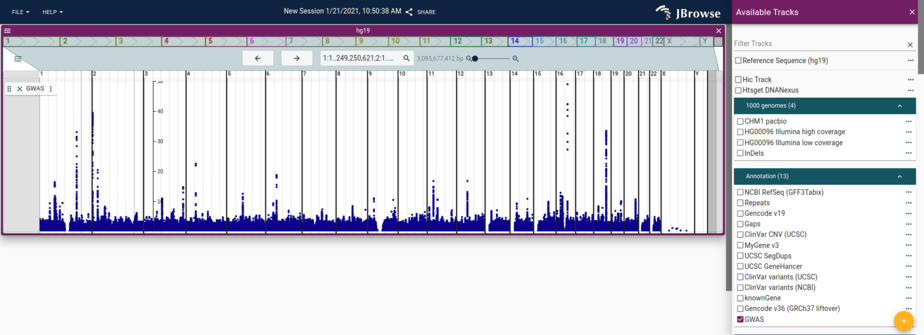 FILE HELP New Session 1/21/2021, 10:50:38 AM SHARE JBrowse
hg19
1 2 3 4 5 6 7 8 9 10 11 12 13 14 15 16 17 18 19 20 21 22 X Y
1:1..249,250,621;2:1.... 3,095,677,412 bp
1 2 3 4 5 6 7 8 9 10 11 12 13 14 15 16 17 18 19 20 21 22 X Y
GWAS
50
40
30
20
10
0
Available Tracks
Filter Tracks
Reference Sequence (hg19)
Hic Track
Htsget DNANexus
1000 genomes (4)
CHM1 pacbio
HG00096 Illumina high coverage
HG00096 Illumina low coverage
InDels
Annotation (13)
NCBI RefSeq (GFF3Tabix)
Repeats
Gencode v19
Gaps
ClinVar CNV (UCSC)
MyGene v3
UCSC SegDups
UCSC GeneHancer
ClinVar variants (UCSC)
ClinVar variants (NCBI)
knownGene
Gencode v36 (GRCh37 liftover)
GWAS